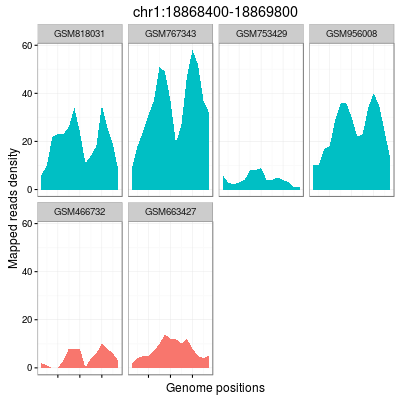 chr1:18868400-18869800
GSM818031 GSM767343 GSM753429 GSM956008
60
40
20
0
GSM466732 GSM663427
60
40
20
0
Mapped reads density
Genome positions